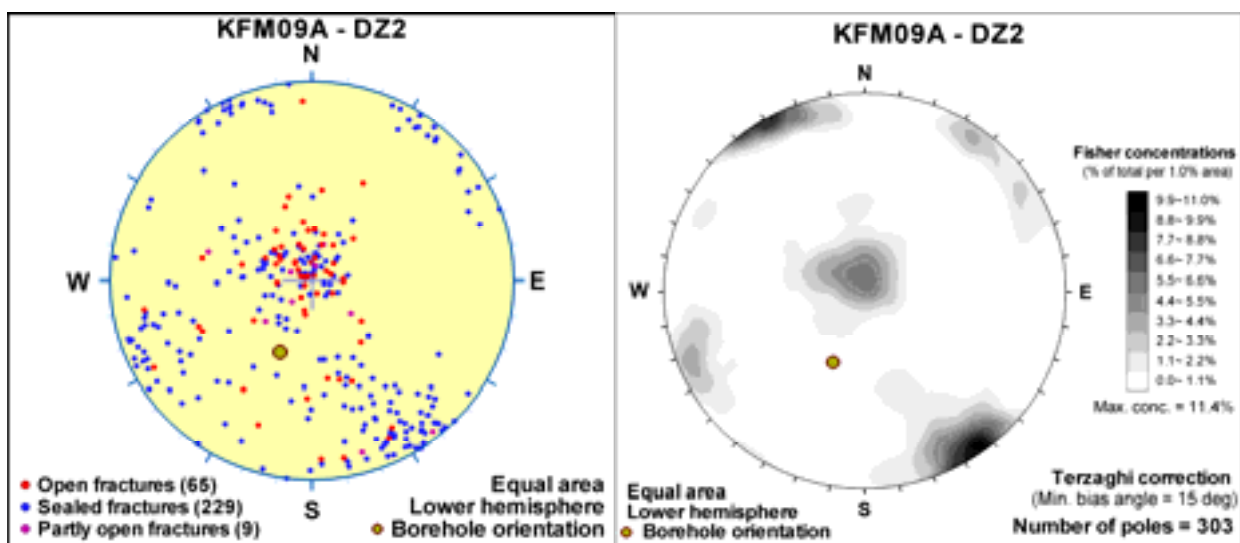 KFM09A - DZ2
N
W
E
S
Open fractures (65)
Sealed fractures (229)
Partly open fractures (9)
Equal area
Lower hemisphere
Borehole orientation
KFM09A - DZ2
N
W
E
S
Fisher concentrations
(% of total per 1.0% area)
9.9~11.0%
8.8~ 9.9%
7.7~ 8.8%
6.6~ 7.7%
5.5~ 6.6%
4.4~ 5.5%
3.3~ 4.4%
2.2~ 3.3%
1.1~ 2.2%
0.0~ 1.1%
Max. conc. = 11.4%
Equal area
Lower hemisphere
Borehole orientation
Terzaghi correction
(Min. bias angle = 15 deg)
Number of poles = 303